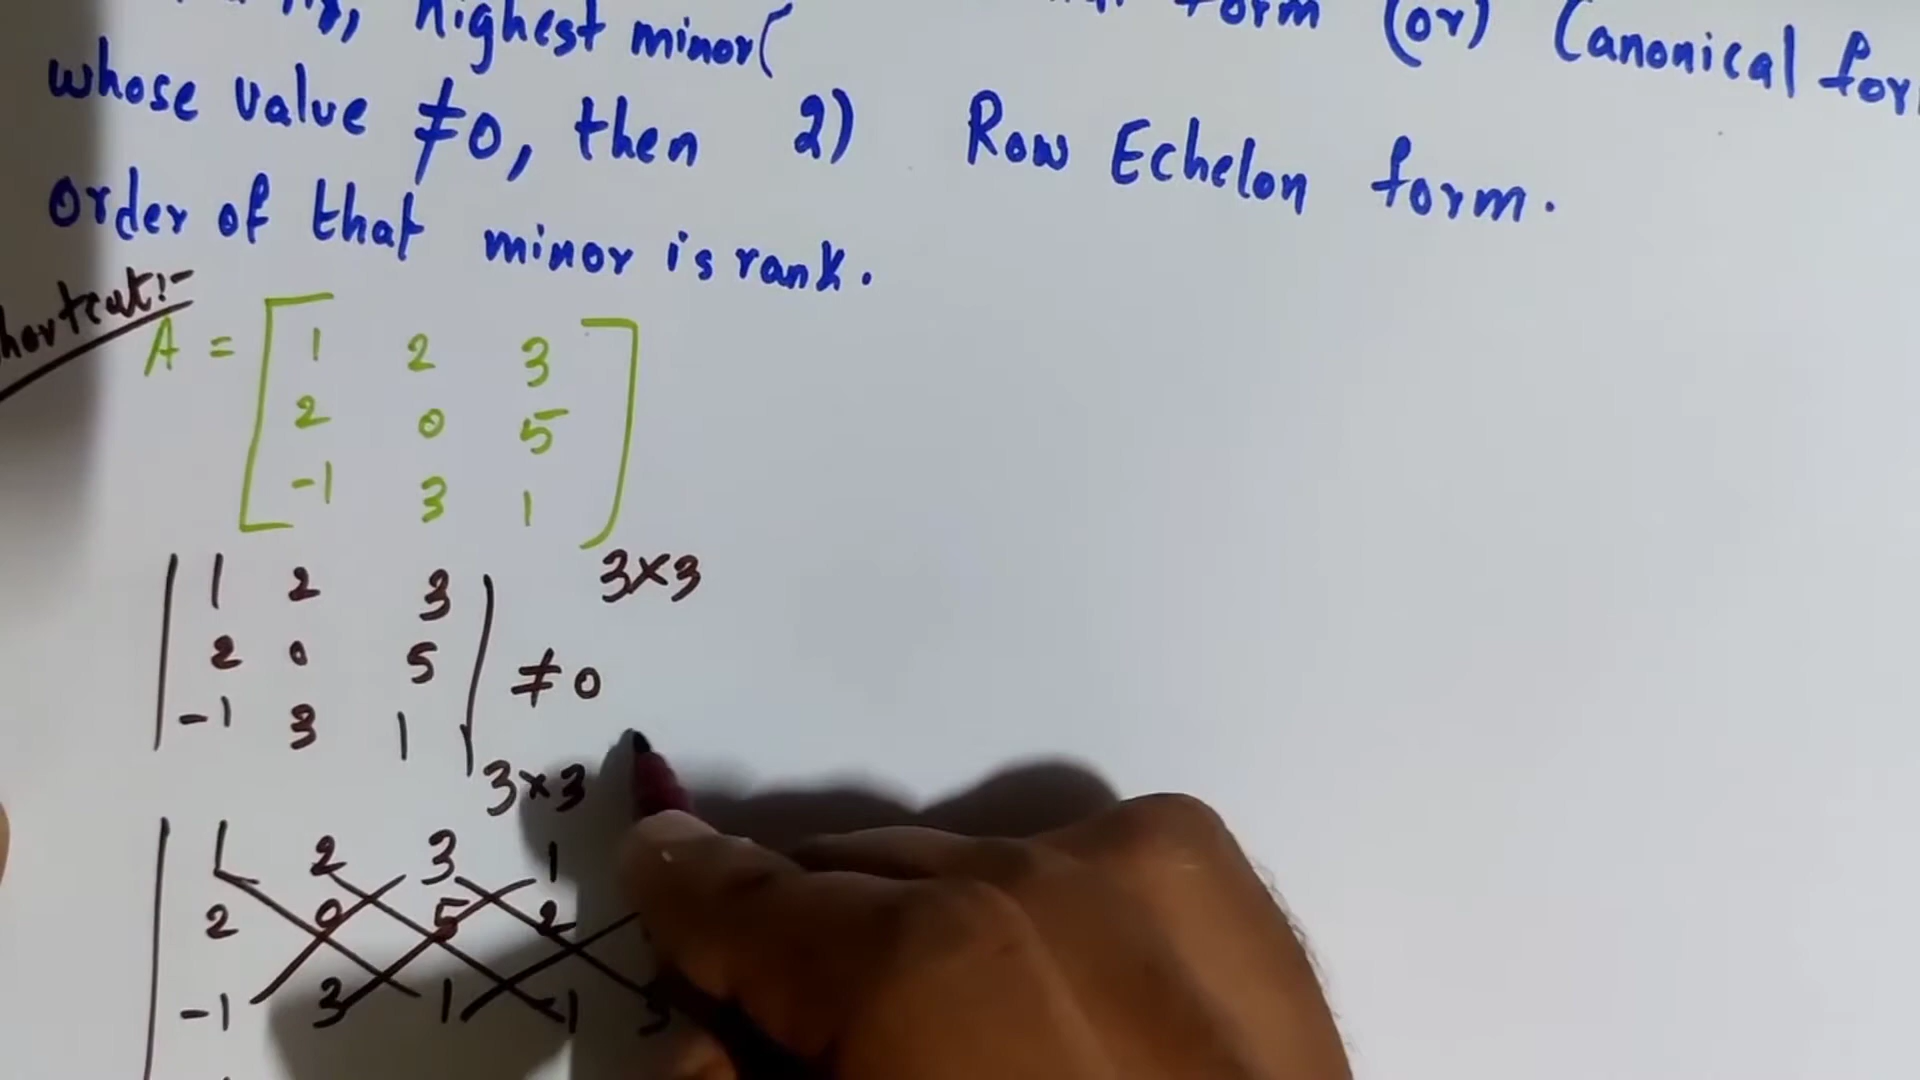 highest minor( form (or) Canonical for
whose value ≠0, then 2) Row Echelon form.
order of that minor is rank.
hortcut:-
A = [ 1 2 3
2 0 5
-1 3 1 ]
3×3
| 1 2 3 |
2 0 5 ≠0
-1 3 1
3×3
| 1 2 3 1
2 0 5 2
-1 3 1 -1 3